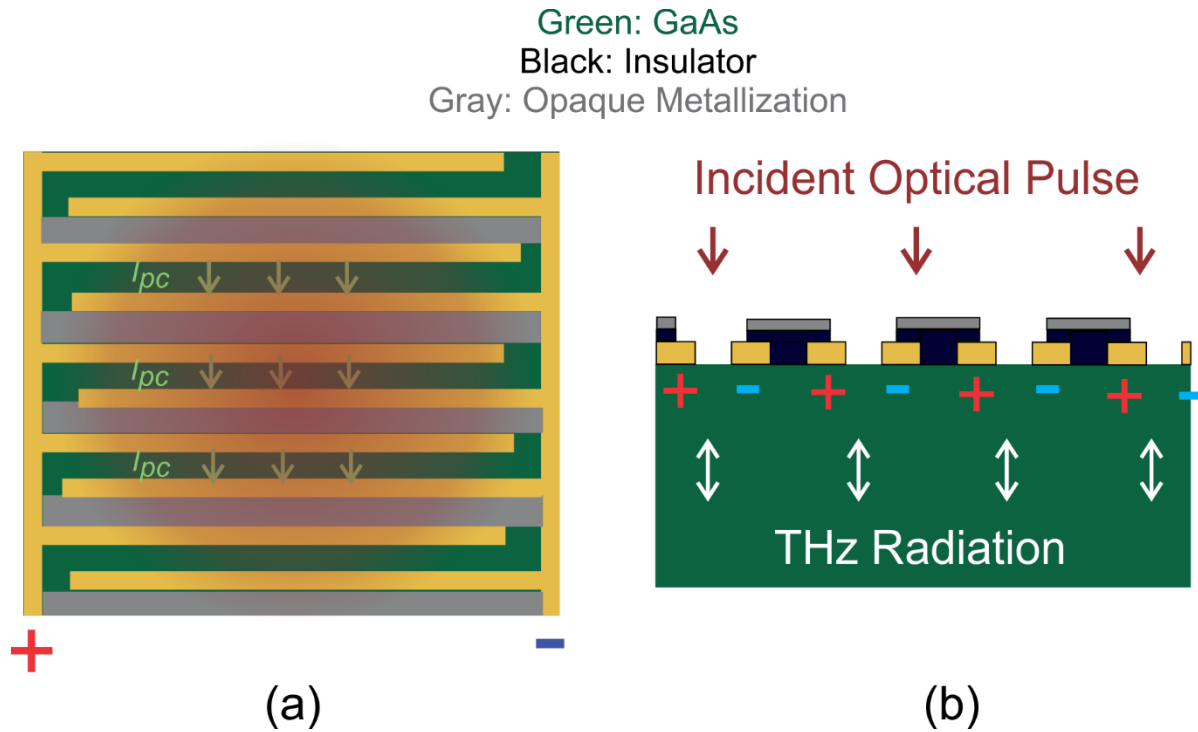 Green: GaAs
Black: Insulator
Gray: Opaque Metallization
Incident Optical Pulse
Ipc
Ipc
Ipc
+ - + - + - + -
THz Radiation
+ -
(a) (b)